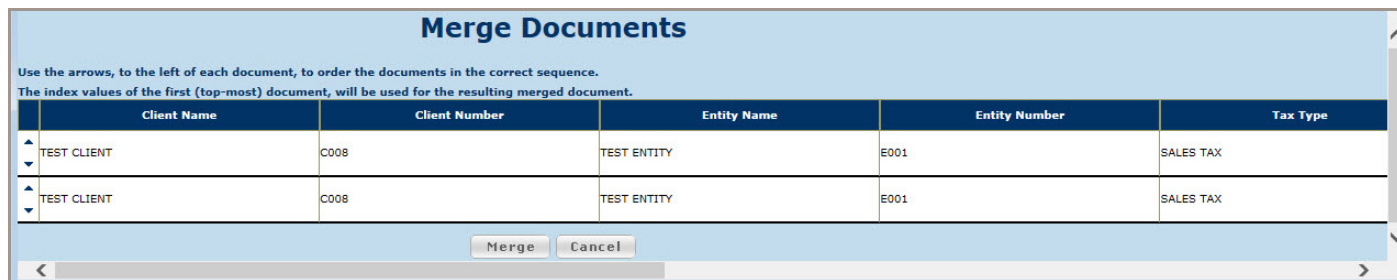 Merge Documents
Use the arrows, to the left of each document, to order the documents in the correct sequence.
The index values of the first (top-most) document, will be used for the resulting merged document.
Client Name Client Number Entity Name Entity Number Tax Type
TEST CLIENT C008 TEST ENTITY E001 SALES TAX
TEST CLIENT C008 TEST ENTITY E001 SALES TAX
Merge Cancel